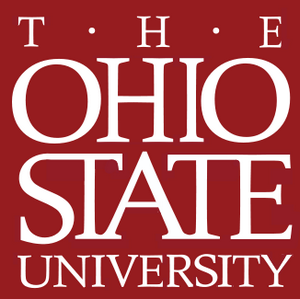 T · H · E
OHIO
STATE
UNIVERSITY